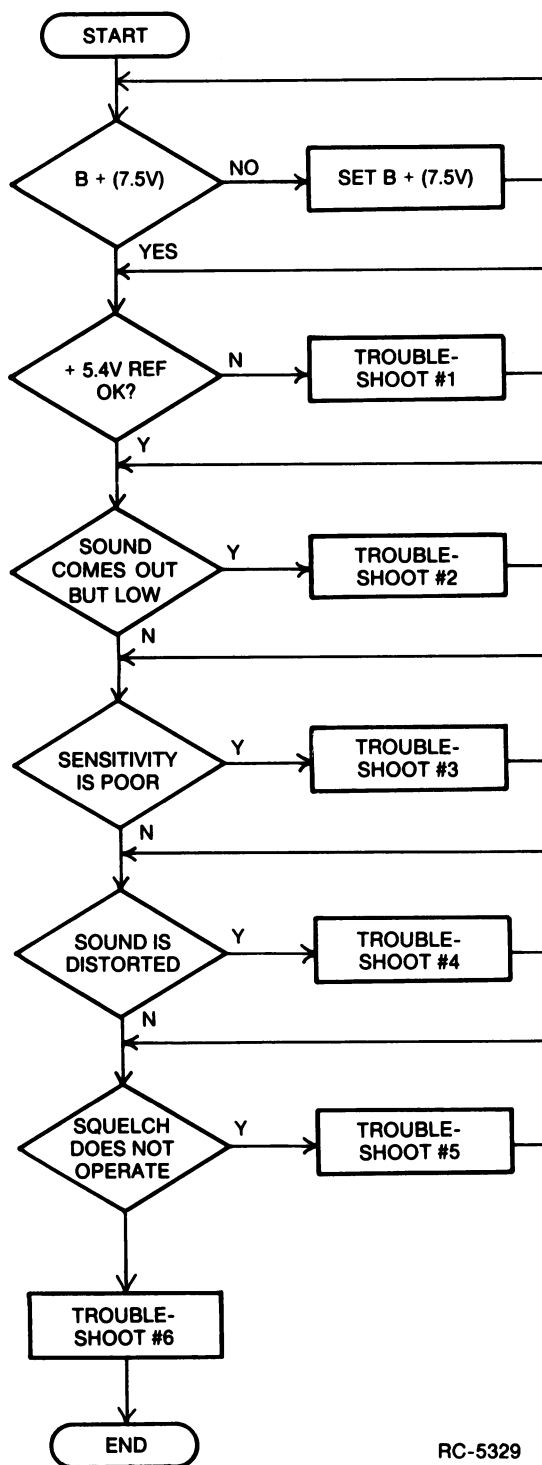 START
B + (7.5V)
NO
SET B + (7.5V)
YES
+ 5.4V REF
OK?
N
TROUBLE-
SHOOT #1
Y
SOUND
COMES OUT
BUT LOW
Y
TROUBLE-
SHOOT #2
N
SENSITIVITY
IS POOR
Y
TROUBLE-
SHOOT #3
N
SOUND IS
DISTORTED
Y
TROUBLE-
SHOOT #4
N
SQUELCH
DOES NOT
OPERATE
Y
TROUBLE-
SHOOT #5
TROUBLE-
SHOOT #6
END
RC-5329